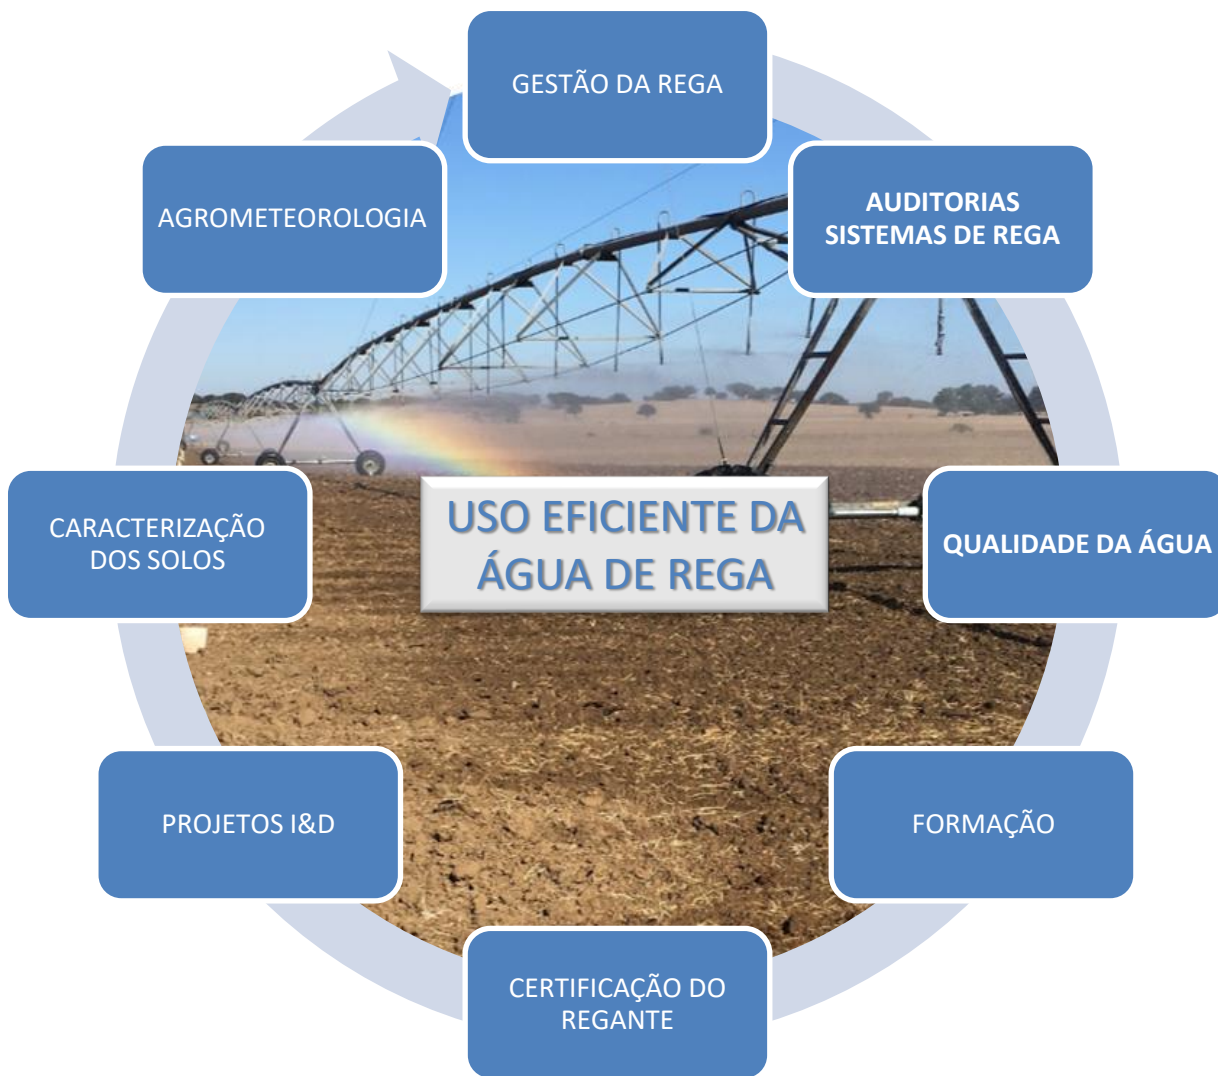 GESTÃO DA REGA
AUDITORIAS
SISTEMAS DE REGA
QUALIDADE DA ÁGUA
FORMAÇÃO
CERTIFICAÇÃO DO
REGANTE
PROJETOS I&D
CARACTERIZAÇÃO
DOS SOLOS
AGROMETEOROLOGIA
USO EFICIENTE DA
ÁGUA DE REGA